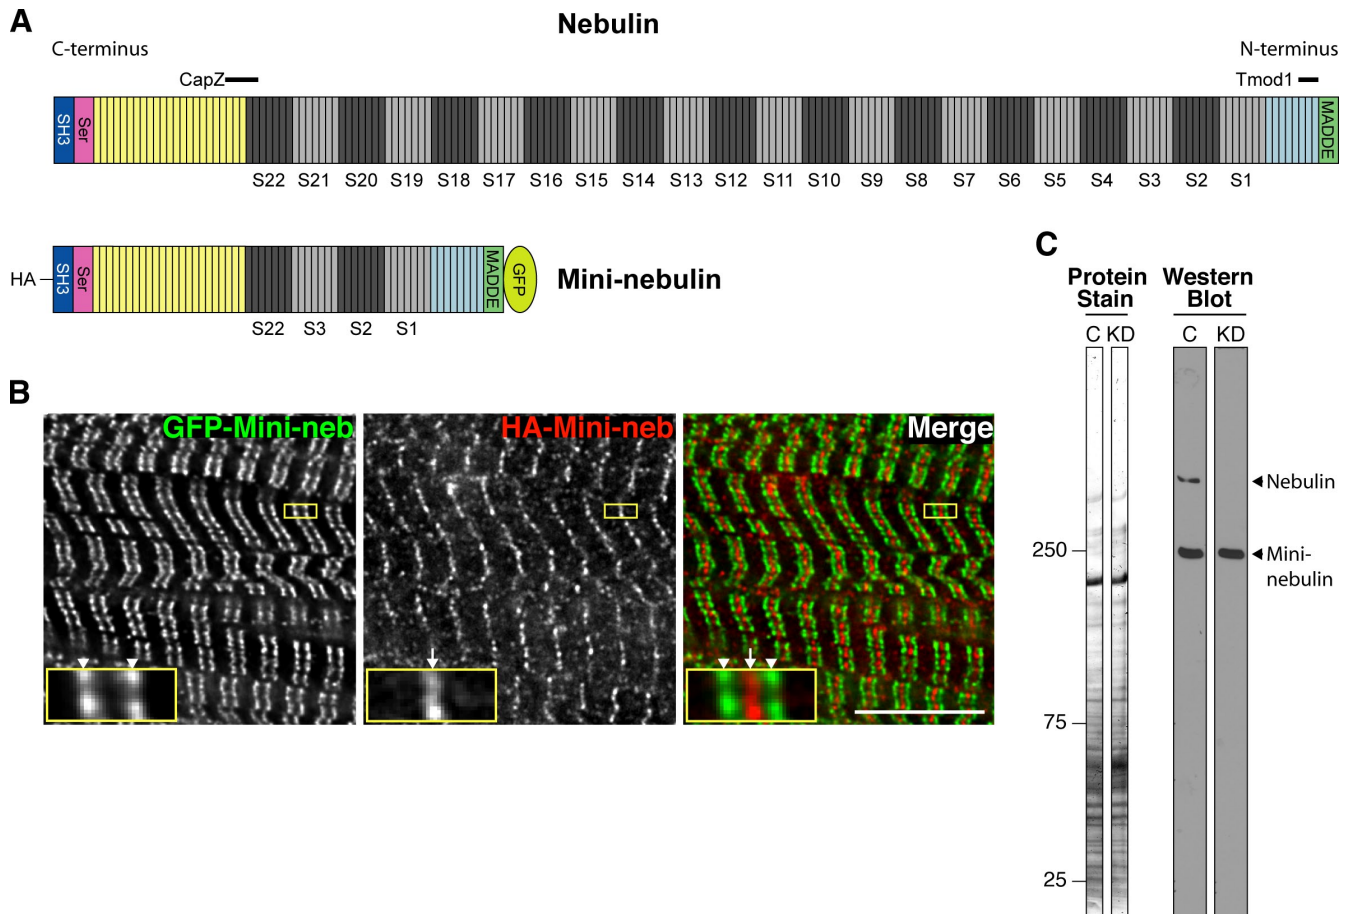 A
Nebulin
C-terminus
N-terminus
CapZ
Tmod1
SH3
Ser
MADDE
S22 S21 S20 S19 S18 S17 S16 S15 S14 S13 S12 S11 S10 S9 S8 S7 S6 S5 S4 S3 S2 S1
HA
SH3
Ser
MADDE
GFP
Mini-nebulin
S22 S3 S2 S1
B
GFP-Mini-neb
HA-Mini-neb
Merge
C
Protein
Stain
Western
Blot
C KD
C KD
Nebulin
250
Mini-
nebulin
75
25